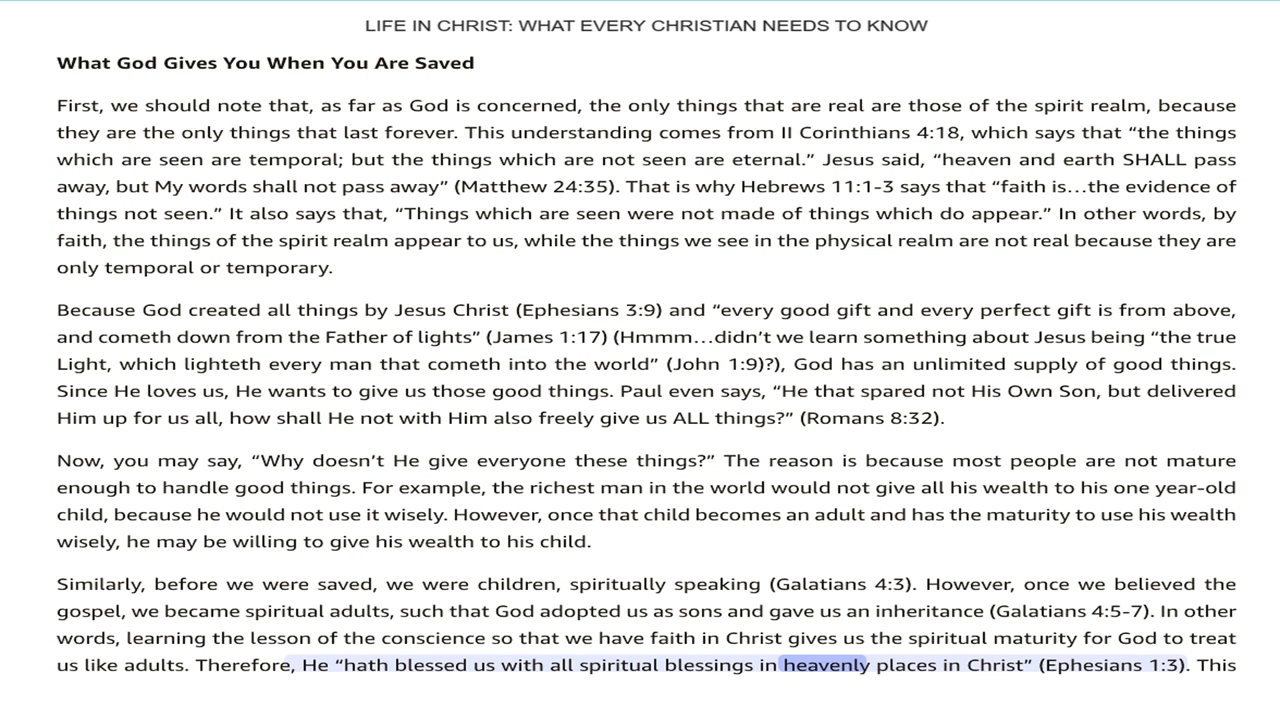 LIFE IN CHRIST: WHAT EVERY CHRISTIAN NEEDS TO KNOW
What God Gives You When You Are Saved
First, we should note that, as far as God is concerned, the only things that are real are those of the spirit realm, because
they are the only things that last forever. This understanding comes from II Corinthians 4:18, which says that “the things
which are seen are temporal; but the things which are not seen are eternal.” Jesus said, “heaven and earth SHALL pass
away, but My words shall not pass away” (Matthew 24:35). That is why Hebrews 11:1-3 says that “faith is…the evidence of
things not seen.” It also says that, “Things which are seen were not made of things which do appear.” In other words, by
faith, the things of the spirit realm appear to us, while the things we see in the physical realm are not real because they are
only temporal or temporary.
Because God created all things by Jesus Christ (Ephesians 3:9) and “every good gift and every perfect gift is from above,
and cometh down from the Father of lights” (James 1:17) (Hmmm…didn’t we learn something about Jesus being “the true
Light, which lighteth every man that cometh into the world” (John 1:9)?), God has an unlimited supply of good things.
Since He loves us, He wants to give us those good things. Paul even says, “He that spared not His Own Son, but delivered
Him up for us all, how shall He not with Him also freely give us ALL things?” (Romans 8:32).
Now, you may say, “Why doesn’t He give everyone these things?” The reason is because most people are not mature
enough to handle good things. For example, the richest man in the world would not give all his wealth to his one year-old
child, because he would not use it wisely. However, once that child becomes an adult and has the maturity to use his wealth
wisely, he may be willing to give his wealth to his child.
Similarly, before we were saved, we were children, spiritually speaking (Galatians 4:3). However, once we believed the
gospel, we became spiritual adults, such that God adopted us as sons and gave us an inheritance (Galatians 4:5-7). In other
words, learning the lesson of the conscience so that we have faith in Christ gives us the spiritual maturity for God to treat
us like adults. Therefore, He “hath blessed us with all spiritual blessings in heavenly places in Christ” (Ephesians 1:3). This